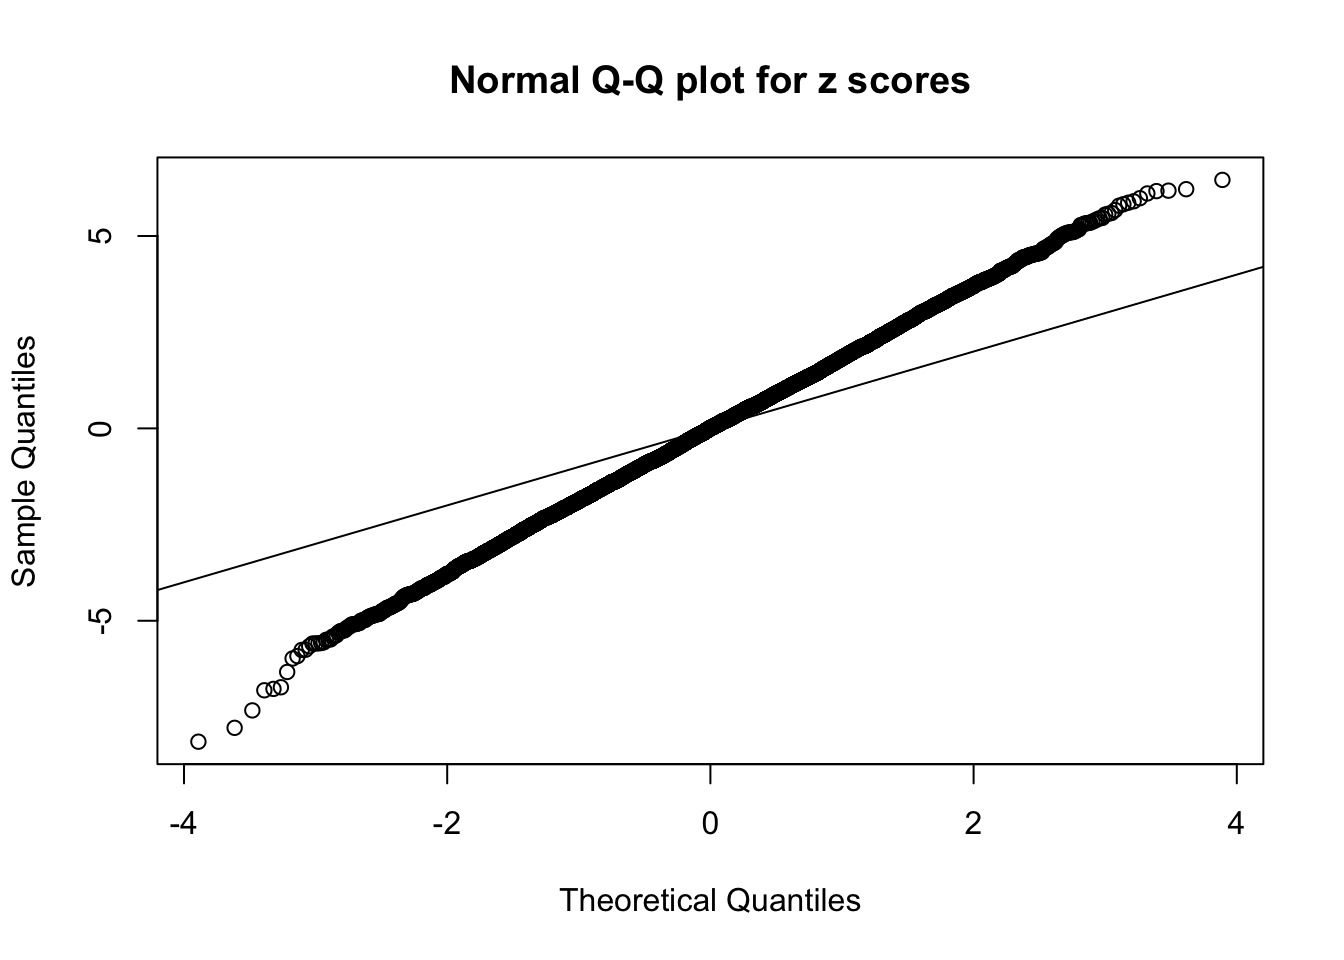 Normal Q-Q plot for z scores
5
0
-5
Sample Quantiles
-4 -2 0 2 4
Theoretical Quantiles